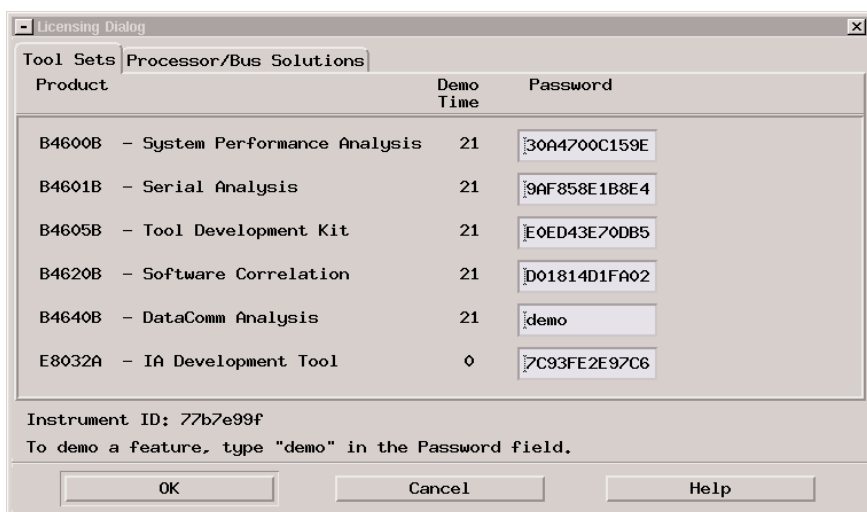 Licensing Dialog
Tool Sets Processor/Bus Solutions
Product Demo Time Password
B4600B - System Performance Analysis 21 30A4700C159E
B4601B - Serial Analysis 21 9AF858E1B8E4
B4605B - Tool Development Kit 21 E0ED43E70DB5
B4620B - Software Correlation 21 D01814D1FA02
B4640B - DataComm Analysis 21 demo
E8032A - IA Development Tool 0 7C93FE2E97C6
Instrument ID: 77b7e99f
To demo a feature, type "demo" in the Password field.
OK Cancel Help